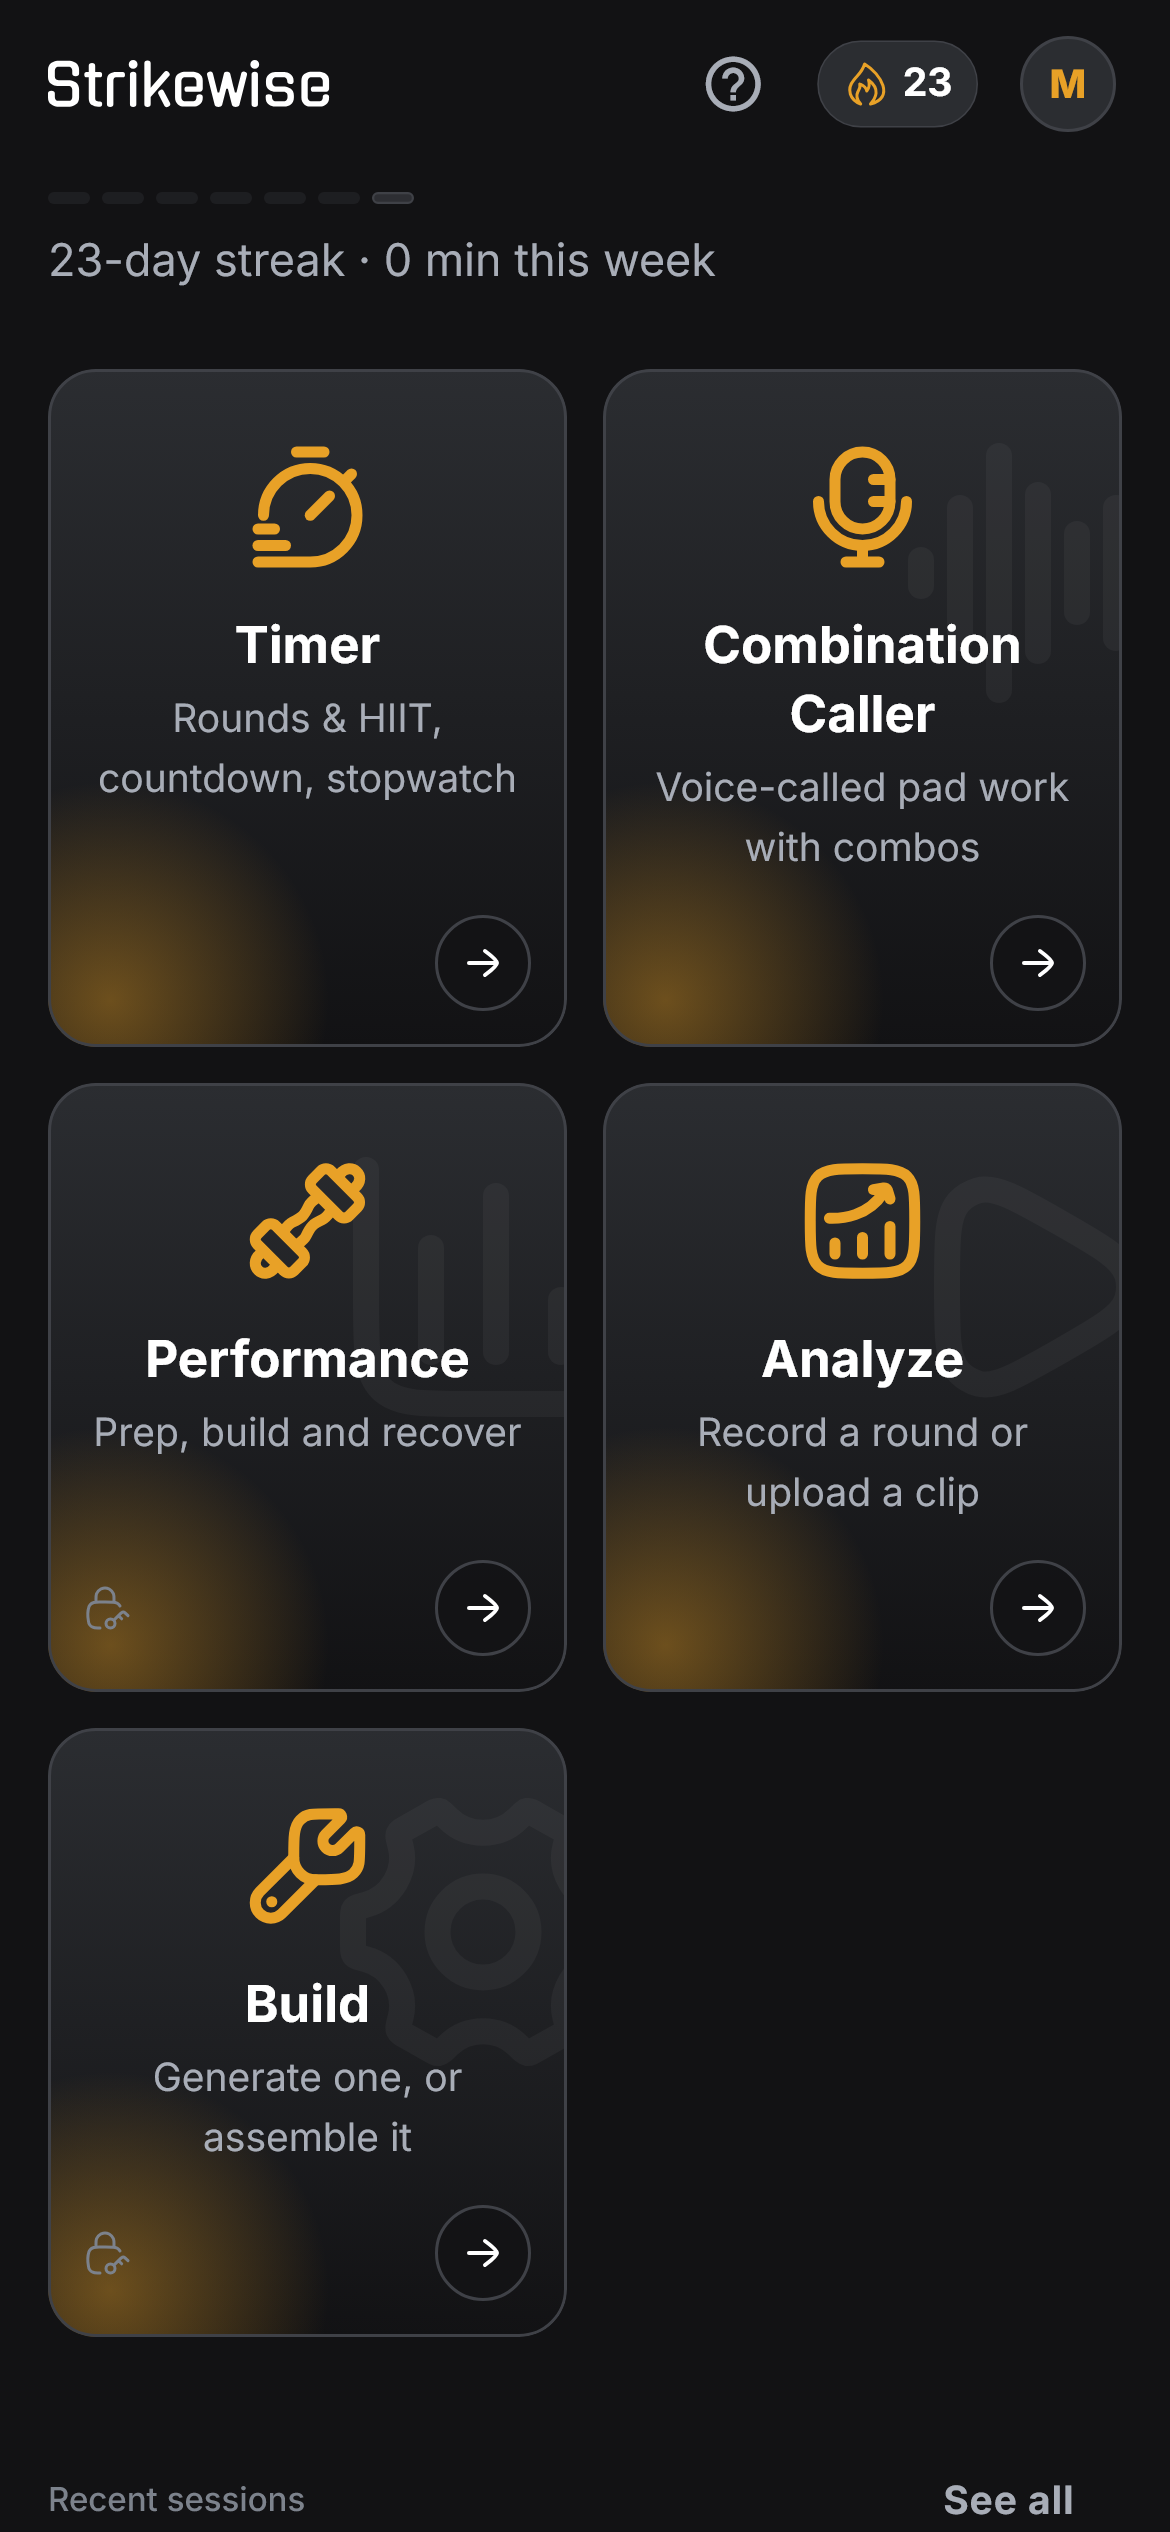 Strikewise
23
M
23-day streak · 0 min this week
Timer
Rounds & HIIT,
countdown, stopwatch
Combination
Caller
Voice-called pad work
with combos
Performance
Prep, build and recover
Analyze
Record a round or
upload a clip
Build
Generate one, or
assemble it
Recent sessions
See all